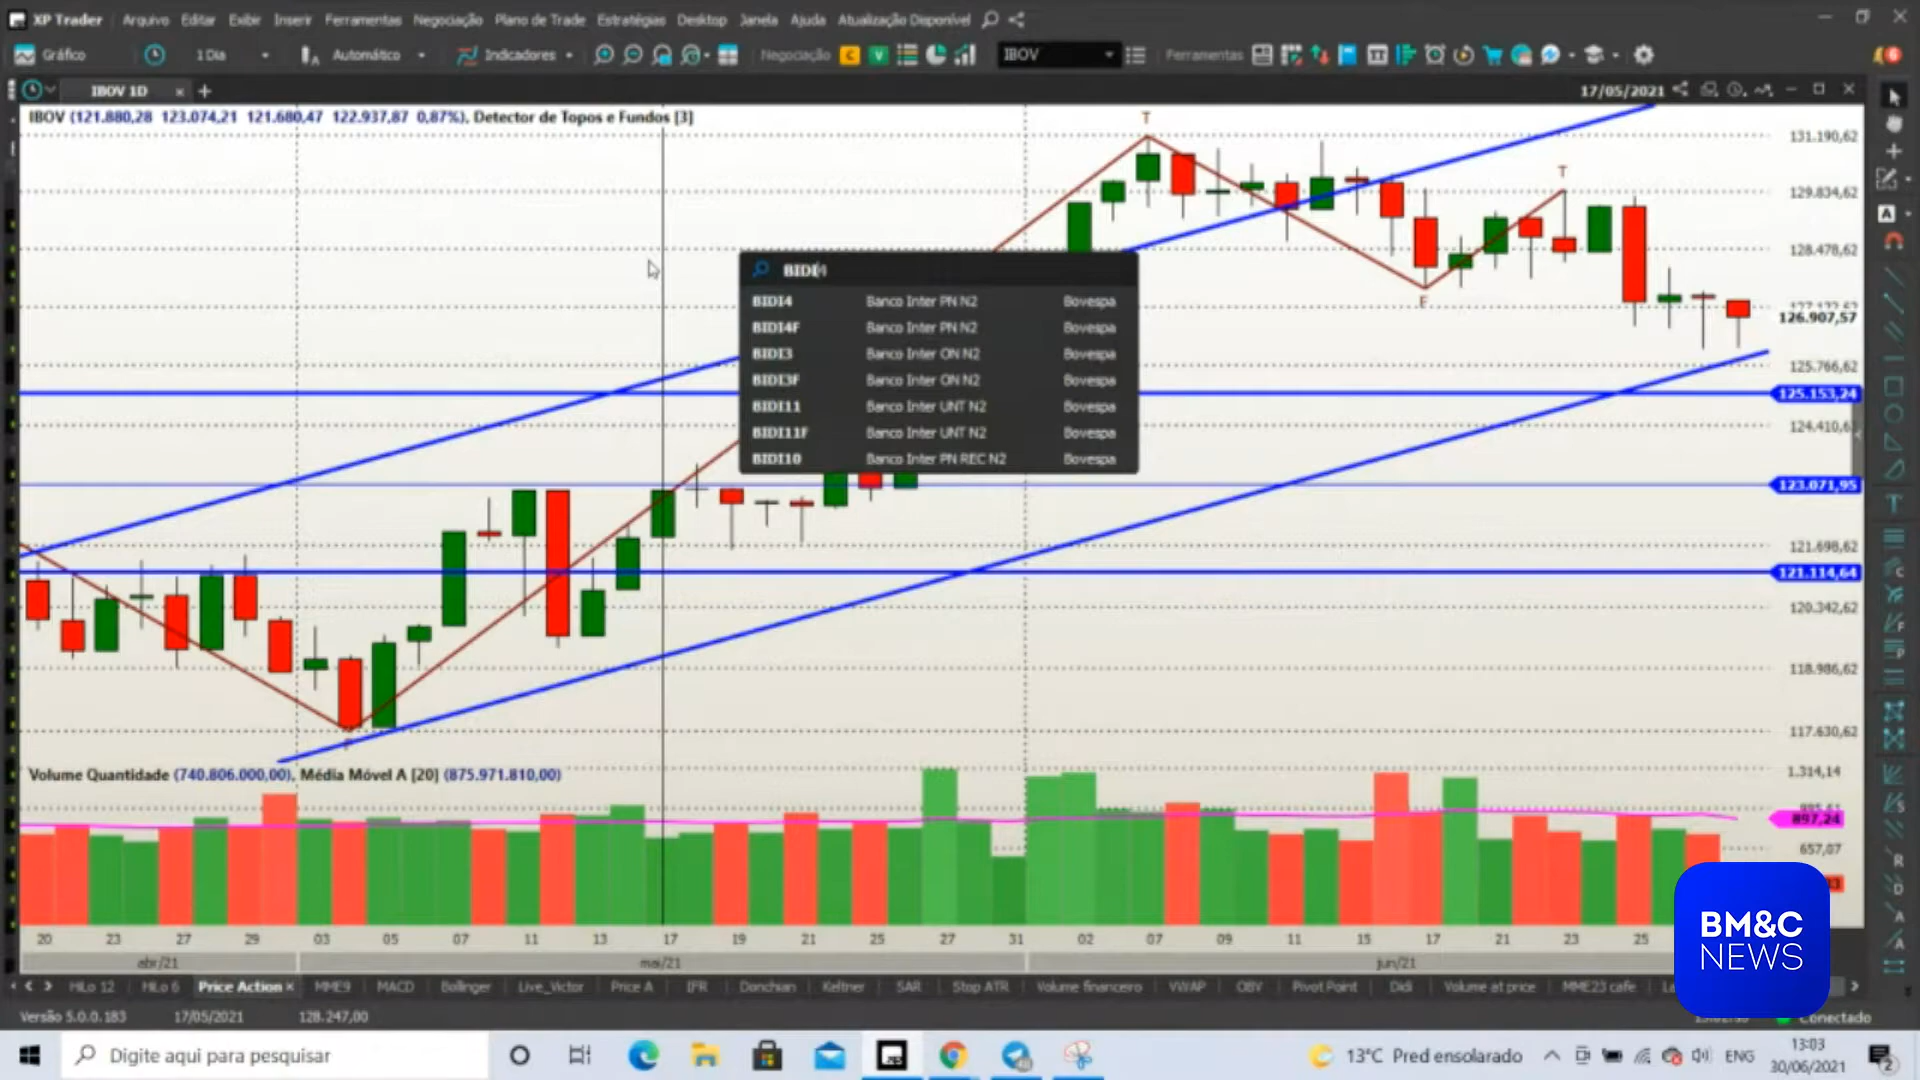 XP Trader Arquivo Editar Exibir Inserir Ferramentas Negociação Plano de Trade Estratégias Desktop Janela Ajuda Atualização Disponível
Gráfico 1 Dia Automático Indicadores Negociação C V IBOV Ferramentas 6
IBOV 1D 17/05/2021
IBOV (121.880,28 123.074,21 121.680,47 122.937,87 0,87%), Detector de Topos e Fundos [3]
T
131.190,62
T
129.834,62
128.478,62
F
127.122,62
126.907,57
125.766,62
125.153,24
124.410,62
123.071,95
121.698,62
121.114,64
120.342,62
118.986,62
117.630,62
BIDI4
BIDI4 Banco Inter PN N2 Bovespa
BIDI4F Banco Inter PN N2 Bovespa
BIDI3 Banco Inter ON N2 Bovespa
BIDI3F Banco Inter ON N2 Bovespa
BIDI11 Banco Inter UNT N2 Bovespa
BIDI11F Banco Inter UNT N2 Bovespa
BIDI10 Banco Inter PN REC N2 Bovespa
Volume Quantidade (740.806.000,00), Média Móvel A [20] (875.971.810,00)
1.314,14
897,24
657,07
20 23 27 29 03 05 07 11 13 17 19 21 25 27 31 02 07 09 11 15 17 21 23 25
abr/21 mai/21 jun/21
HiLo 12 HiLo 6 Price Action MME9 MACD Bollinger Live_Victor Price A IFR Donchian Keltner SAR Stop ATR Volume financeiro VWAP OBV Pivot Point Didi Volume at price MME23 cafe
Versão 5.0.0.183 17/05/2021 128.247,00 Conectado
BM&C
NEWS
Digite aqui para pesquisar 13°C Pred ensolarado ENG 13:03
30/06/2021 2